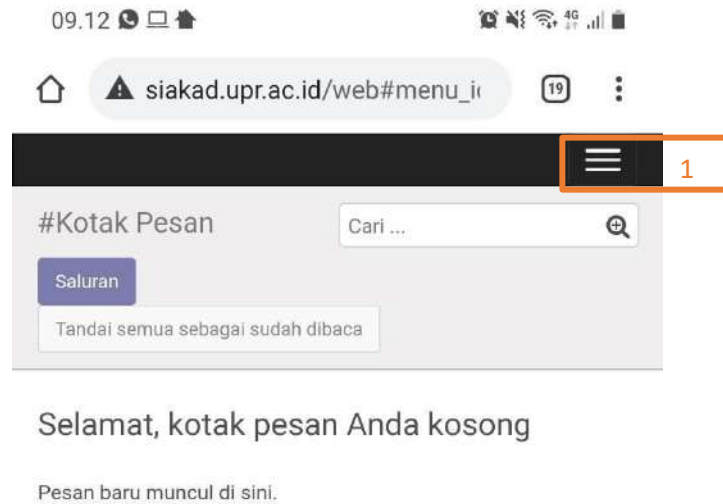 09.12 4G
siakad.upr.ac.id/web#menu_i 19
1
#Kotak Pesan Cari ...
Saluran
Tandai semua sebagai sudah dibaca
Selamat, kotak pesan Anda kosong
Pesan baru muncul di sini.